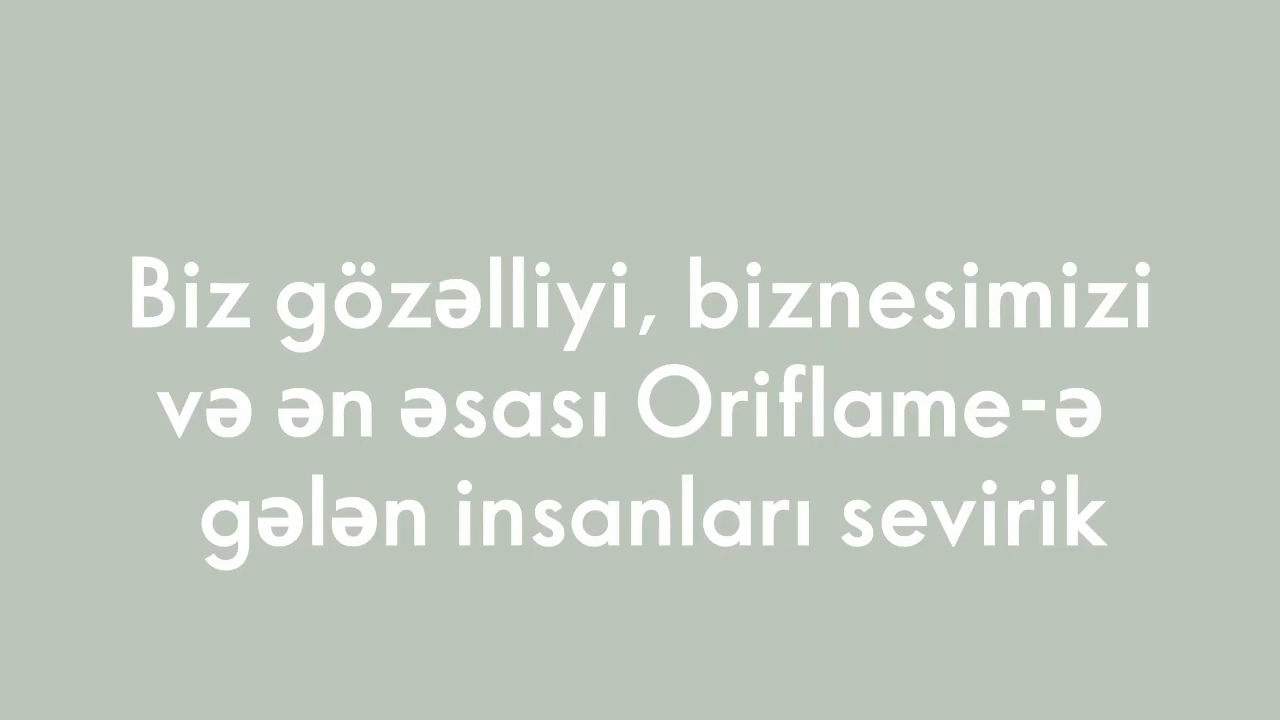 Biz gözəlliyi, biznesimizi
və ən əsası Oriflame-ə
gələn insanları sevirik